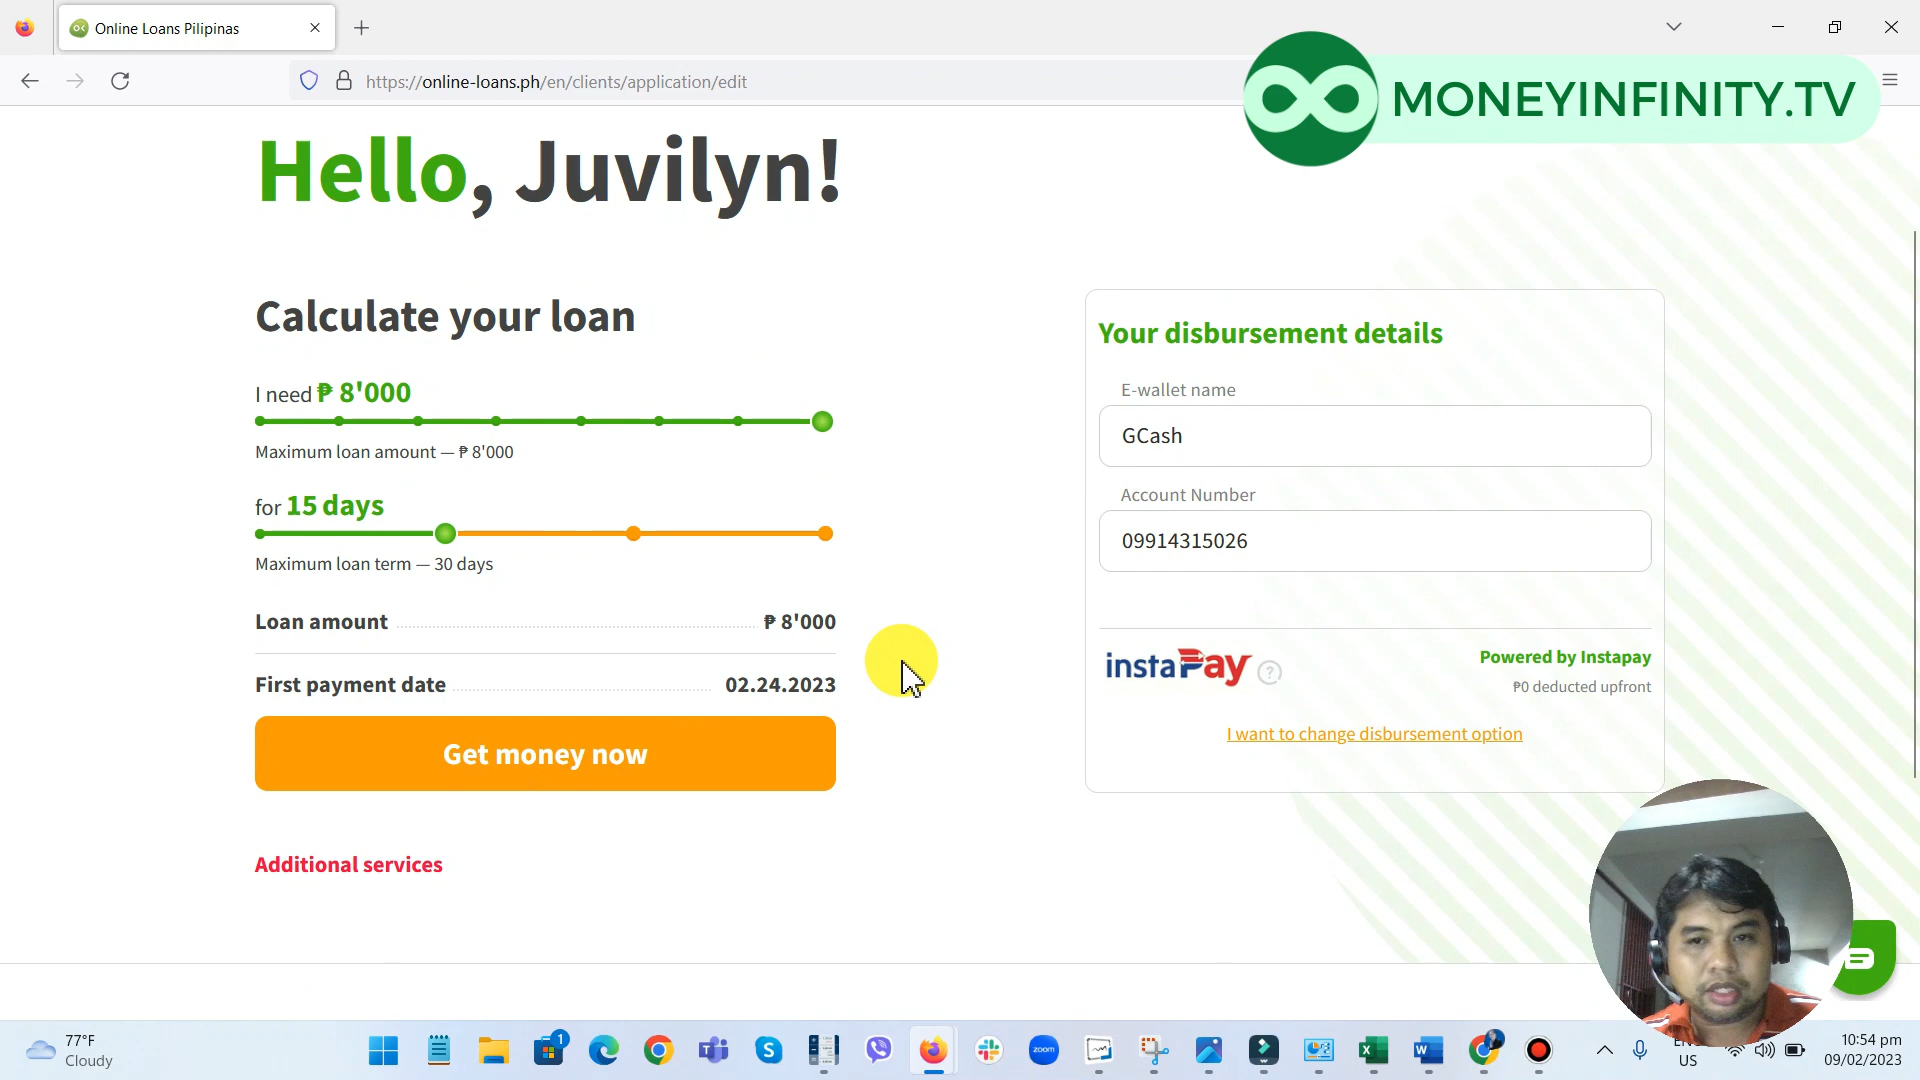 Online Loans Pilipinas
https://online-loans.ph/en/clients/application/edit
MONEYINFINITY.TV
Hello, Juvilyn!
Calculate your loan
I need ₱ 8'000
Maximum loan amount — ₱ 8'000
for 15 days
Maximum loan term — 30 days
Loan amount ₱ 8'000
First payment date 02.24.2023
Get money now
Additional services
Your disbursement details
E-wallet name
GCash
Account Number
09914315026
instaPay
Powered by Instapay
₱0 deducted upfront
I want to change disbursement option
77°F
Cloudy
1
zoom
US
10:54 pm
09/02/2023